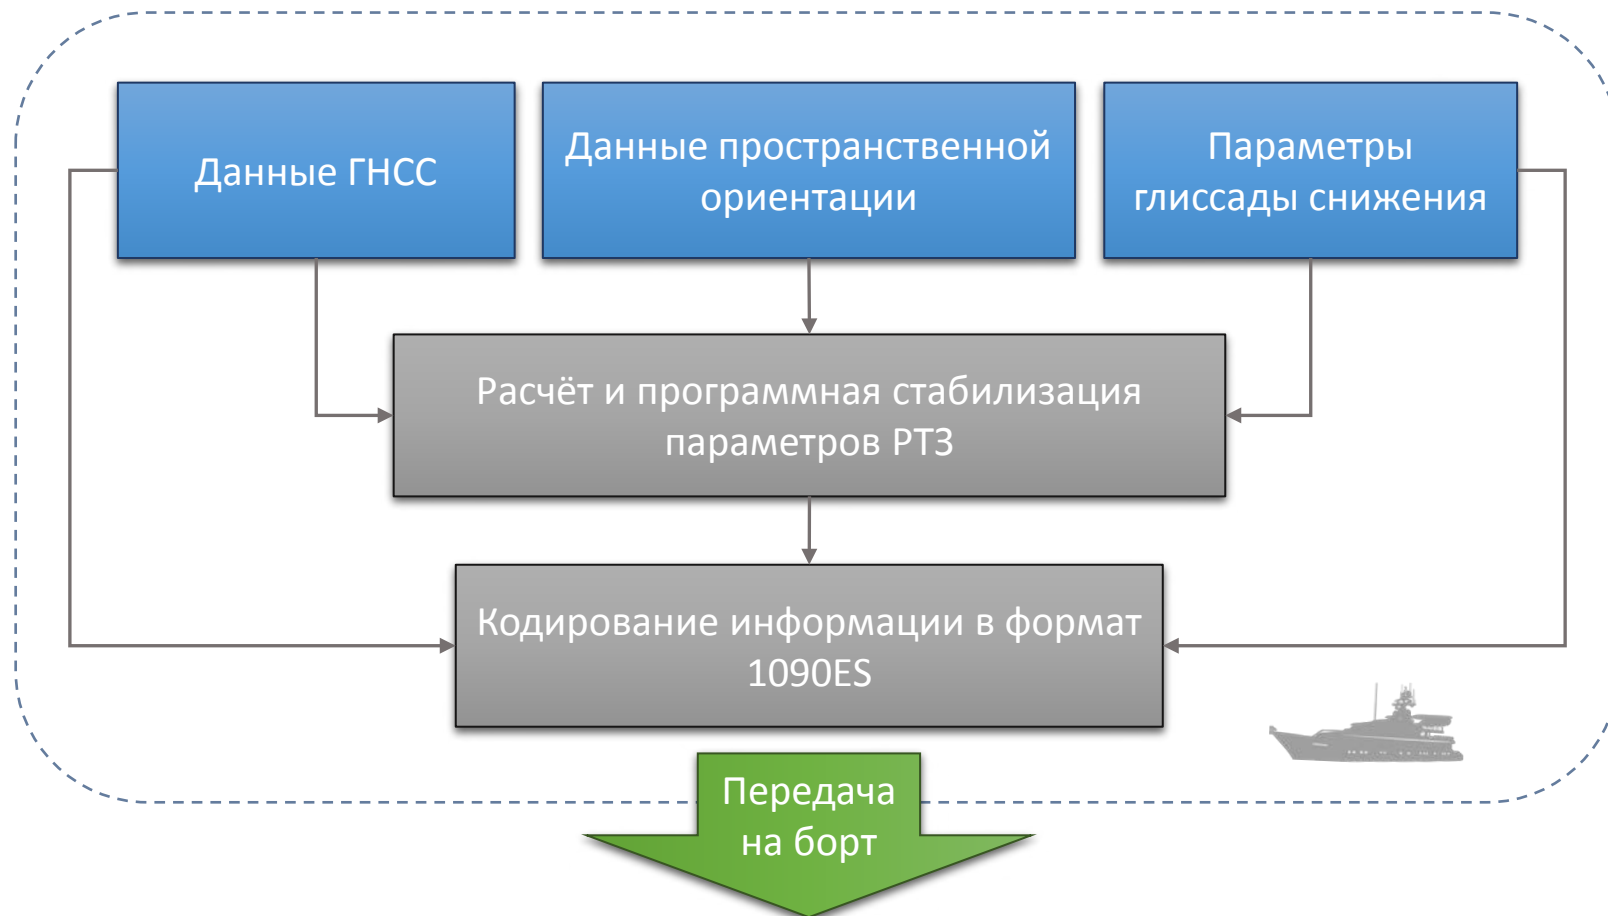 Данные ГНСС
Данные пространственной
ориентации
Параметры
глиссады снижения
Расчёт и программная стабилизация
параметров РТЗ
Кодирование информации в формат
1090ES
Передача
на борт